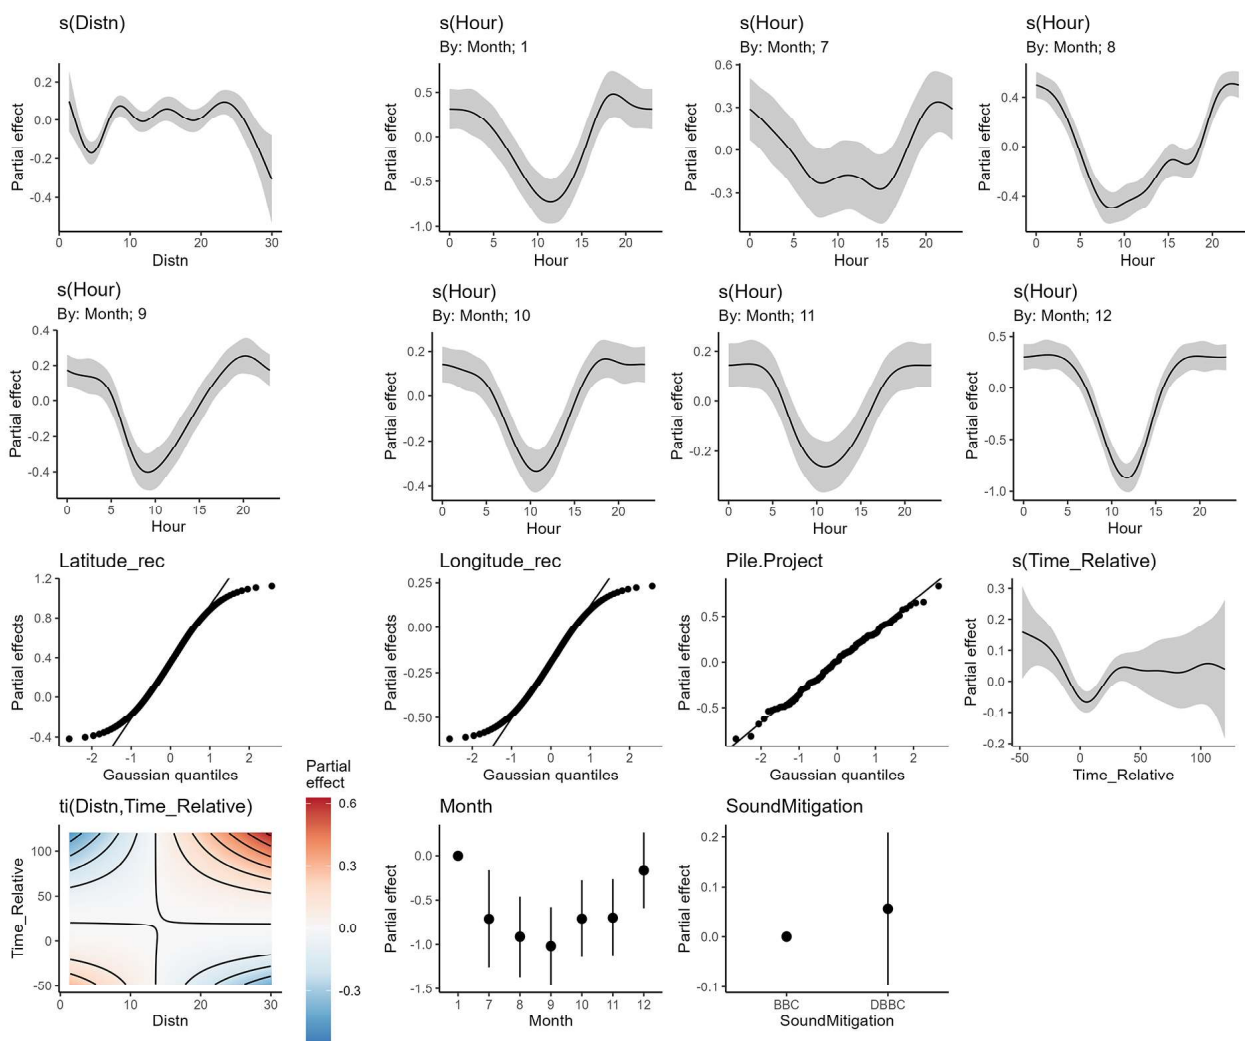 s(Distn)
0.2
0.0
-0.2
-0.4
Partial effect
0
10
20
30
Distn
s(Hour)
By: Month; 1
0.5
0.0
-0.5
-1.0
Partial effect
0
5
10
15
20
Hour
s(Hour)
By: Month; 7
0.6
0.3
0.0
-0.3
Partial effect
0
5
10
15
20
Hour
s(Hour)
By: Month; 8
0.4
0.0
-0.4
Partial effect
0
5
10
15
20
Hour
s(Hour)
By: Month; 9
0.4
0.2
0.0
-0.2
-0.4
Partial effect
0
5
10
15
20
Hour
s(Hour)
By: Month; 10
0.2
0.0
-0.2
-0.4
Partial effect
0
5
10
15
20
Hour
s(Hour)
By: Month; 11
0.2
0.0
-0.2
Partial effect
0
5
10
15
20
Hour
s(Hour)
By: Month; 12
0.5
0.0
-0.5
-1.0
Partial effect
0
5
10
15
20
Hour
Latitude_rec
1.2
0.8
0.4
0.0
-0.4
Partial effects
-2
-1
0
1
2
Gaussian quantiles
Longitude_rec
0.25
0.00
-0.25
-0.50
Partial effects
-2
-1
0
1
2
Gaussian quantiles
Pile.Project
0.5
0.0
-0.5
Partial effects
-2
-1
0
1
2
Gaussian quantiles
s(Time_Relative)
0.3
0.2
0.1
0.0
-0.1
-0.2
Partial effect
-50
0
50
100
Time_Relative
ti(Distn,Time_Relative)
100
50
0
-50
Time_Relative
0
10
20
30
Distn
Partial
effect
0.6
0.3
0.0
-0.3
Month
0.0
-0.5
-1.0
-1.5
Partial effect
1
7
8
9
10
11
12
Month
SoundMitigation
0.2
0.1
0.0
-0.1
Partial effect
BBC
DBBC
SoundMitigation